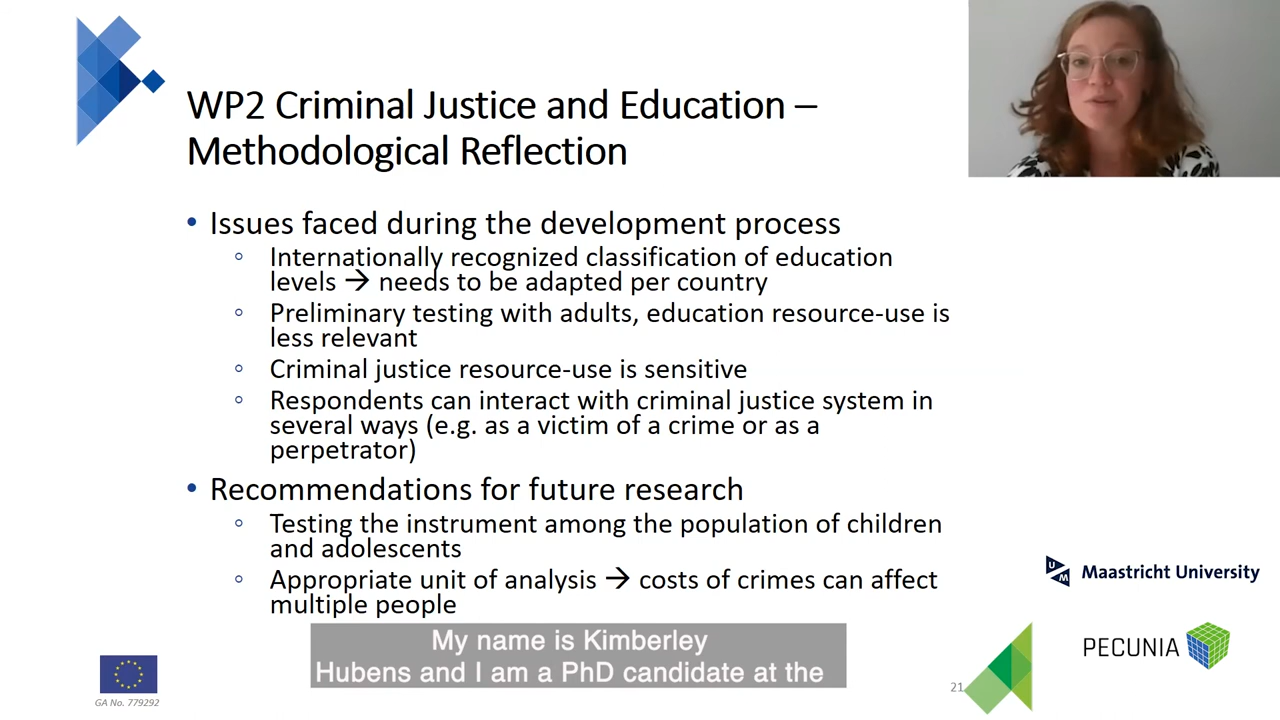 WP2 Criminal Justice and Education –
Methodological Reflection
• Issues faced during the development process
◦ Internationally recognized classification of education
levels → needs to be adapted per country
◦ Preliminary testing with adults, education resource-use is
less relevant
◦ Criminal justice resource-use is sensitive
◦ Respondents can interact with criminal justice system in
several ways (e.g. as a victim of a crime or as a
perpetrator)
• Recommendations for future research
◦ Testing the instrument among the population of children
and adolescents
◦ Appropriate unit of analysis → costs of crimes can affect
multiple people
UM Maastricht University
My name is Kimberley
Hubens and I am a PhD candidate at the
PECUNIA
21
GA No. 779292